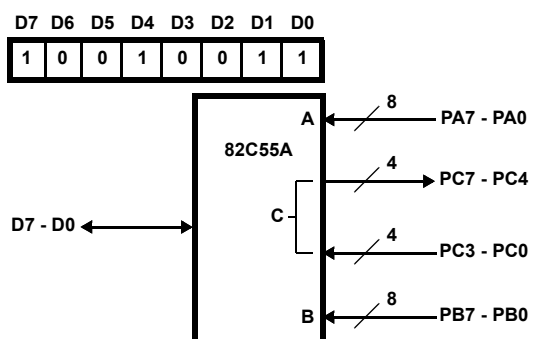 D7 D6 D5 D4 D3 D2 D1 D0
1 0 0 1 0 0 1 1
8
A PA7 - PA0
82C55A
4
PC7 - PC4
C
D7 - D0
4
PC3 - PC0
8
B PB7 - PB0